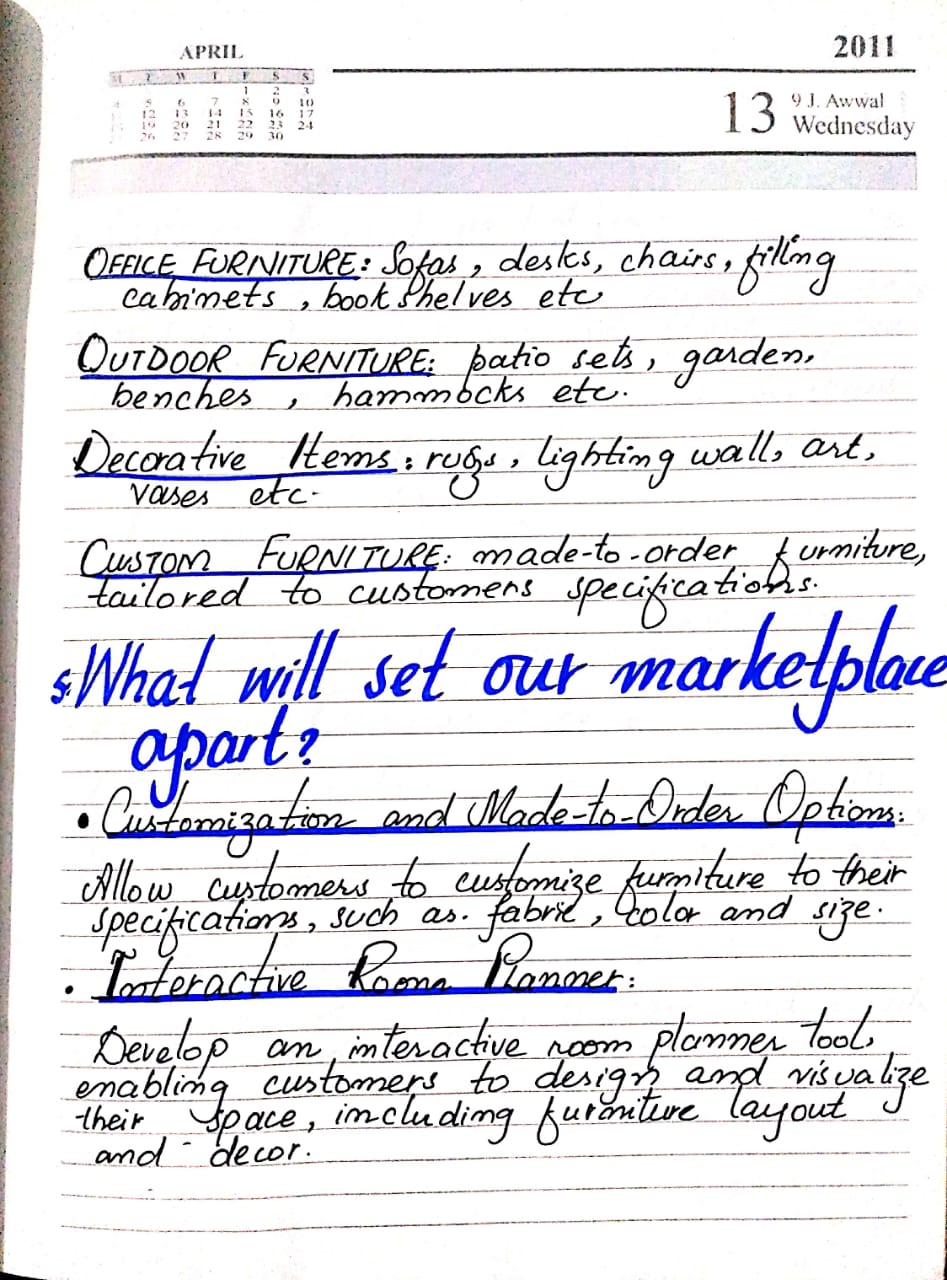 APRIL
2011
M T W T F S S
1 2 3
4 5 6 7 8 9 10
12 13 14 15 16 17
19 20 21 22 23 24
26 27 28 29 30
13
9 J. Awwal
Wednesday
OFFICE FURNITURE: Sofas, desks, chairs, filling
cabinets, book shelves etc
OUTDOOR FURNITURE: patio sets, garden,
benches, hammocks etc.
Decorative Items: rugs, lighting wall, art,
vases etc.
CUSTOM FURNITURE: made-to-order furniture,
tailored to customers specifications.
5:What will set our marketplace
apart?
• Customization and Made-to-Order Options:
Allow customers to customize furniture to their
specifications, such as. fabric, color and size.
• Interactive Room Planner:
Develop an interactive room planner tool,
enabling customers to design and visualize
their space, including furniture layout
and decor.